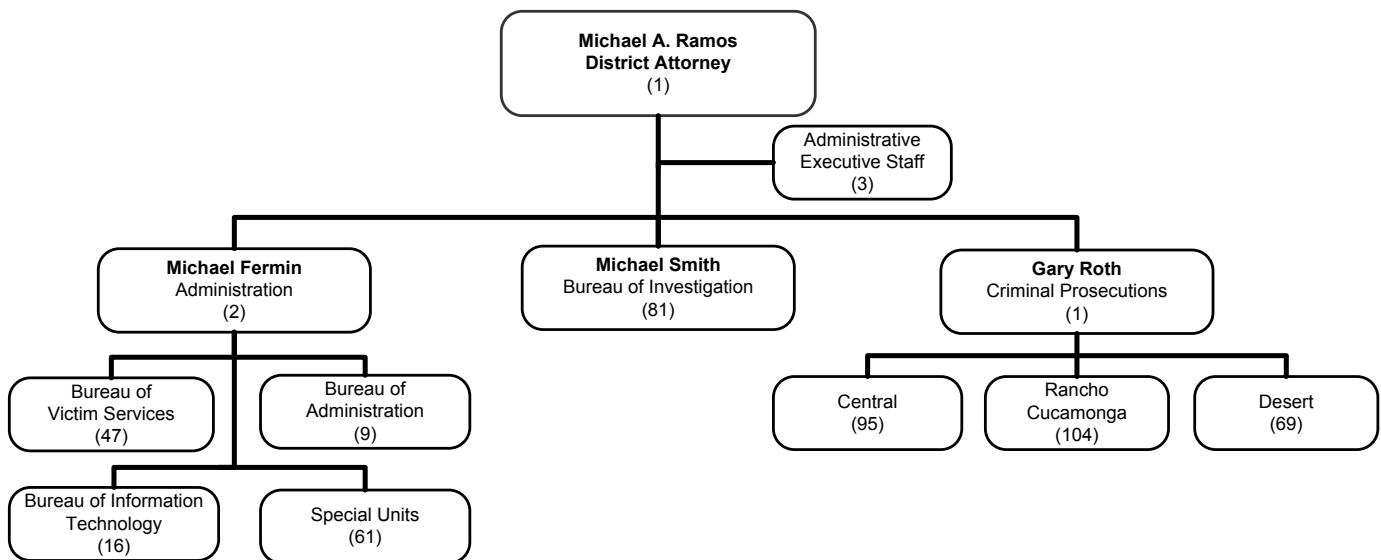 Michael A. Ramos
District Attorney
(1)
Administrative
Executive Staff
(3)
Michael Fermin
Administration
(2)
Michael Smith
Bureau of Investigation
(81)
Gary Roth
Criminal Prosecutions
(1)
Bureau of
Victim Services
(47)
Bureau of
Administration
(9)
Central
(95)
Rancho
Cucamonga
(104)
Desert
(69)
Bureau of Information
Technology
(16)
Special Units
(61)